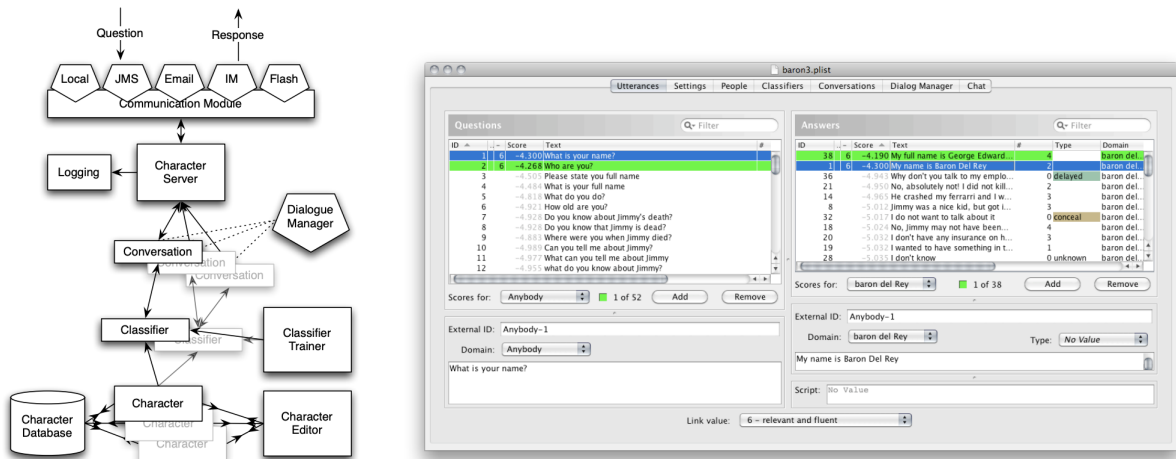 Question
Response
Local JMS Email IM Flash
Communication Module
Logging
Character
Server
Dialogue
Manager
Conversation
Conversation
Conversation
Classifier
Classifier
Classifier
Trainer
Character
Database
Character
Character
Character
Character
Editor
baron3.plist
Utterances Settings People Classifiers Conversations Dialog Manager Chat
Questions
Filter
ID .. ~ Score Text #
1 6 -4.300 What is your name?
2 6 -4.268 Who are you?
3 -4.505 Please state you full name
4 -4.484 What is you full name
5 -4.818 What do you do?
6 -4.921 How old are you?
7 -4.928 Do you know about Jimmy's death?
8 -4.928 Do you know that Jimmy is dead?
9 -4.883 Where were you when Jimmy died?
10 -4.989 Can you tell me about Jimmy?
11 -4.977 What can you tell me about Jimmy
12 -4.955 what do you know about Jimmy?
Scores for: Anybody 1 of 52 Add Remove
External ID: Anybody-1
Domain: Anybody
What is your name?
Answers
Filter
ID .. ~ Score Text # Type Domain
38 6 -4.190 My full name is George Edward... 4 baron del...
1 6 -4.300 My name is Baron Del Rey 2 baron del...
36 -4.943 Why don't you talk to my emplo... 0 delayed baron del...
21 -4.950 No, absolutely not! I did not kill... 2 baron del...
14 -4.965 He crashed my ferrarri and I w... 3 baron del...
8 -5.012 Jimmy was a nice kid, but got i... 3 baron del...
32 -5.017 I do not want to talk about it 0 conceal baron del...
18 -5.024 No, Jimmy may not have been... 4 baron del...
20 -5.031 I don't have any insurance on h... 3 baron del...
19 -5.032 I wanted to have something in t... 1 baron del...
28 -5.035 I don't know 0 unknown baron del...
Scores for: baron del Rey 1 of 38 Add Remove
External ID: Anybody-1
Domain: baron del Rey Type: No Value
My name is Baron Del Rey
Script: No Value
Link value: 6 – relevant and fluent